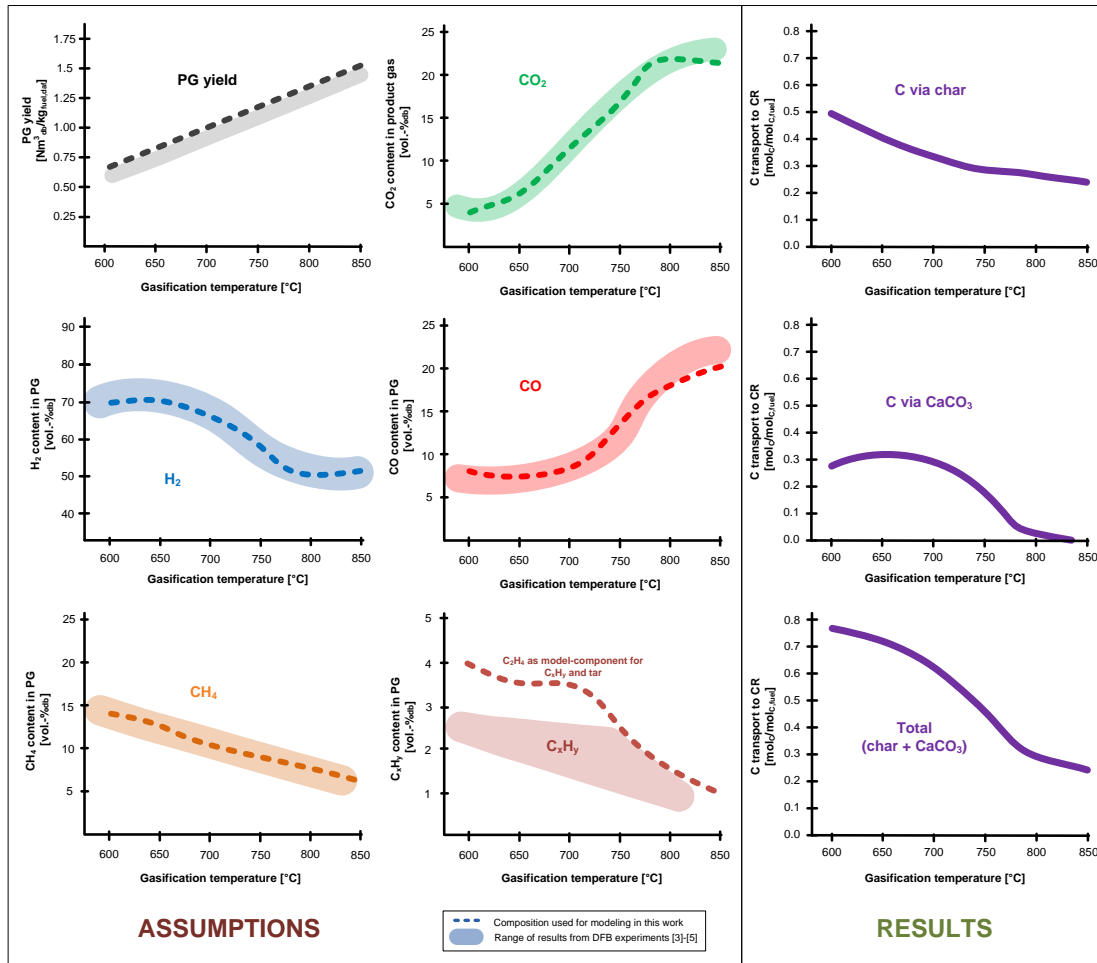 PG yield
[Nm³db/kgfuel,daf]
1.75
1.5
1.25
1.00
0.75
0.50
0.25
PG yield
600 650 700 750 800 850
Gasification temperature [°C]
CO₂ content in product gas
[vol.-%db]
25
20
15
10
5
CO₂
600 650 700 750 800 850
Gasification temperature [°C]
C transport to CR
[molC/molC,fuel]
0.8
0.7
0.6
0.5
0.4
0.3
0.2
0.1
0.0
C via char
600 650 700 750 800 850
Gasification temperature [°C]
H₂ content in PG
[vol.-%db]
90
80
70
60
50
40
H₂
600 650 700 750 800 850
Gasification temperature [°C]
CO content in PG
[vol.-%db]
25
20
15
10
5
CO
600 650 700 750 800 850
Gasification temperature [°C]
C transport to CR
[molC/molC,fuel]
0.8
0.7
0.6
0.5
0.4
0.3
0.2
0.1
0.0
C via CaCO₃
600 650 700 750 800 850
Gasification temperature [°C]
CH₄ content in PG
[vol.-%db]
25
20
15
10
5
CH₄
600 650 700 750 800 850
Gasification temperature [°C]
CxHy content in PG
[vol.-%db]
5
4
3
2
1
C₂H₄ as model-component for
CxHy and tar
CxHy
600 650 700 750 800 850
Gasification temperature [°C]
C transport to CR
[molC/molC,fuel]
0.8
0.7
0.6
0.5
0.4
0.3
0.2
0.1
0.0
Total
(char + CaCO₃)
600 650 700 750 800 850
Gasification temperature [°C]
ASSUMPTIONS
Composition used for modeling in this work
Range of results from DFB experiments [3]-[5]
RESULTS